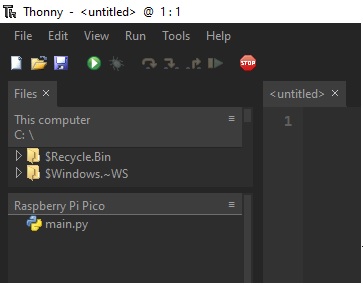 Thonny - <untitled> @ 1 : 1
File Edit View Run Tools Help
STOP
Files ×
<untitled> ×
This computer
C: \
1
$Recycle.Bin
$Windows.~WS
Raspberry Pi Pico
main.py